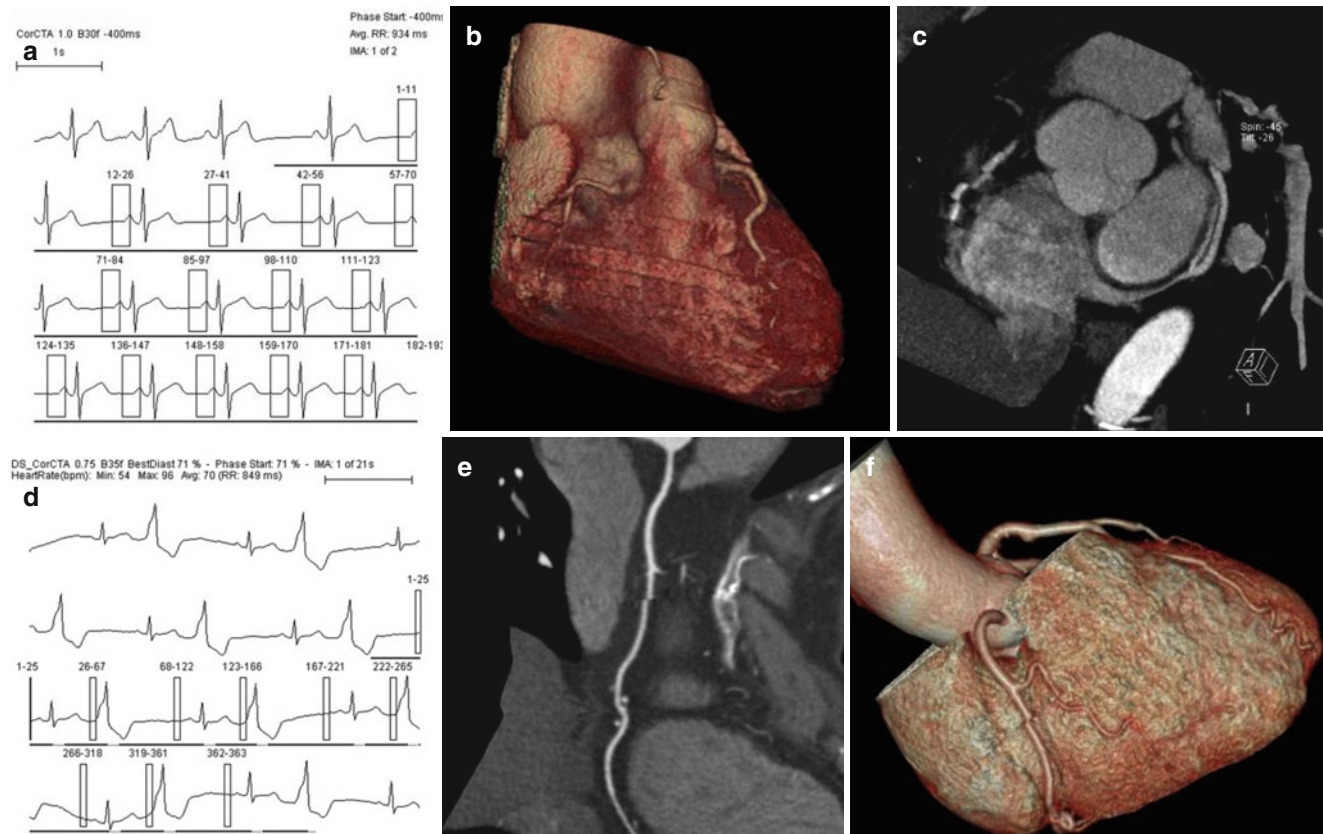 a
CorCTA 1.0 B30f -400ms
1s
Phase Start: -400ms
Avg. RR: 934 ms
IMA: 1 of 2
1-11
12-26 27-41 42-56 57-70
71-84 85-97 98-110 111-123
124-135 136-147 148-158 159-170 171-181 182-193
b
c
Spin: -45
Tilt: -26
d
DS_CorCTA 0.75 B35f BestDiast 71 % - Phase Start: 71 % - IMA: 1 of 21s
HeartRate(bpm): Min: 54 Max: 96 Avg: 70 (RR: 849 ms)
1-25
1-25 26-67 68-122 123-166 167-221 222-265
266-318 319-361 362-363
e
f